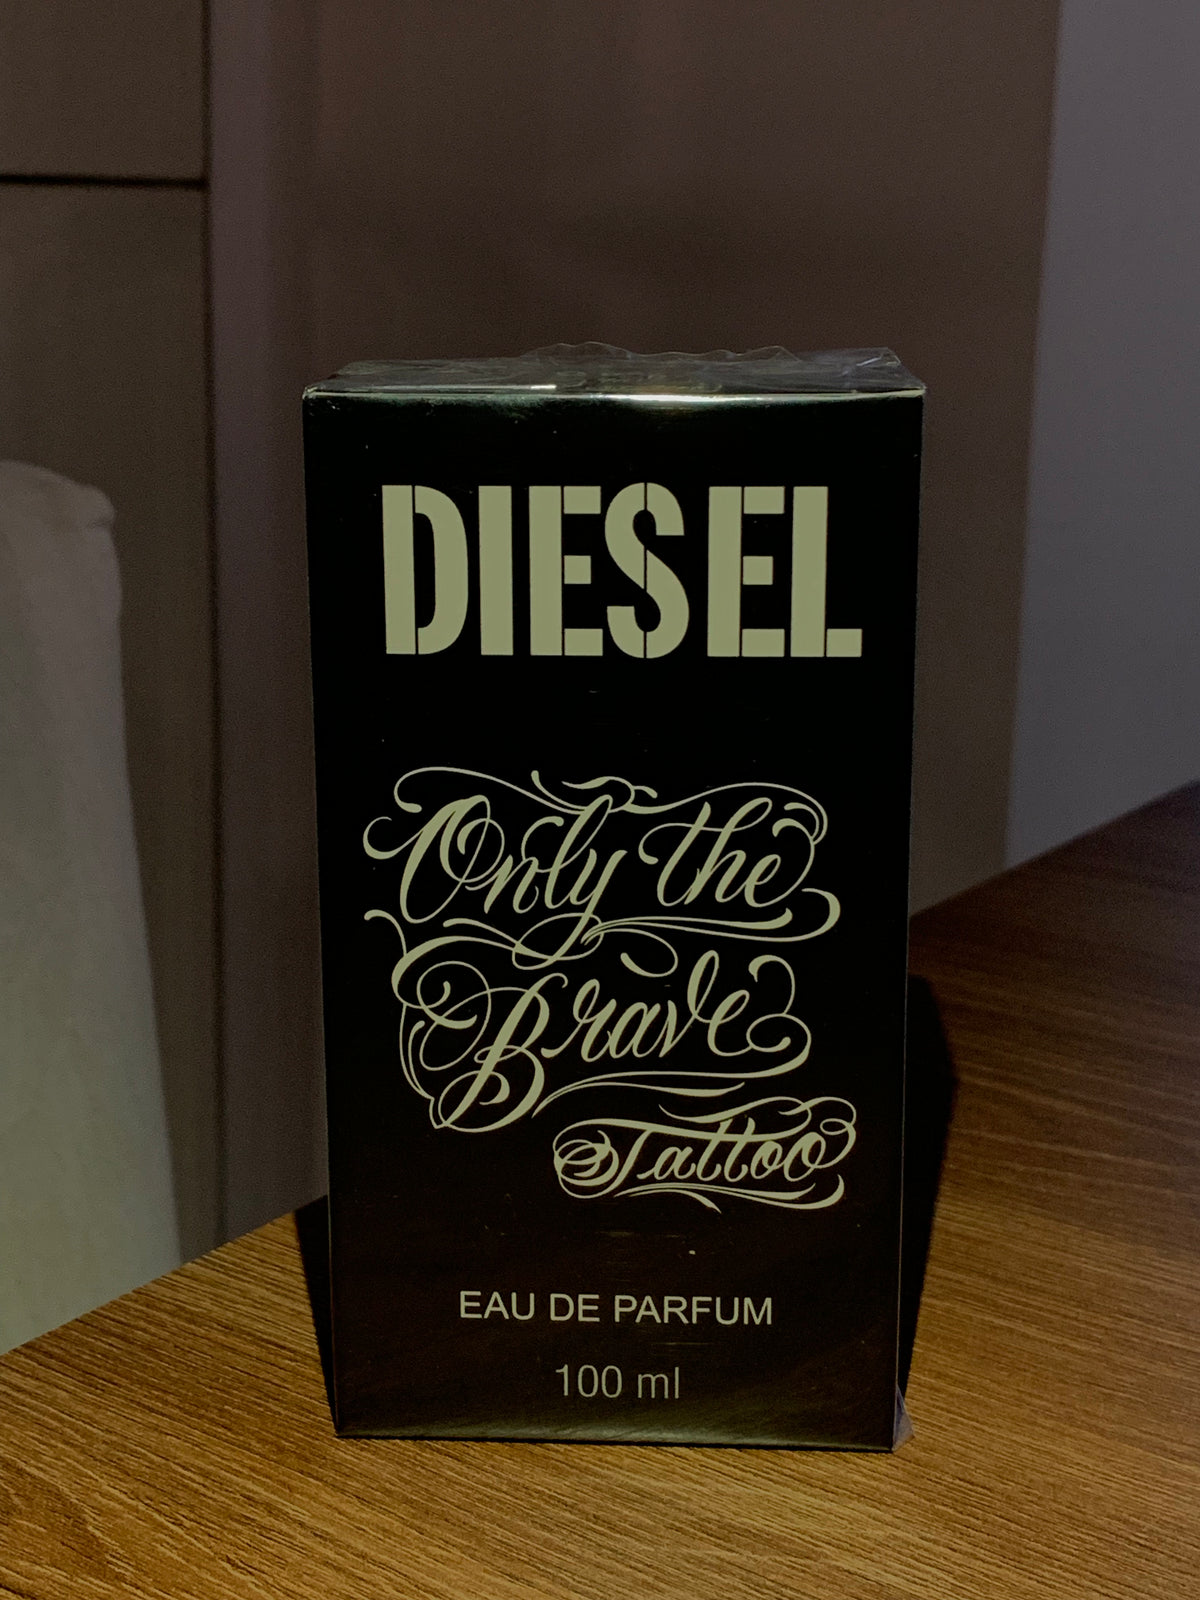 DIESEL
Only the
Brave
Tattoo
EAU DE PARFUM
100 ml